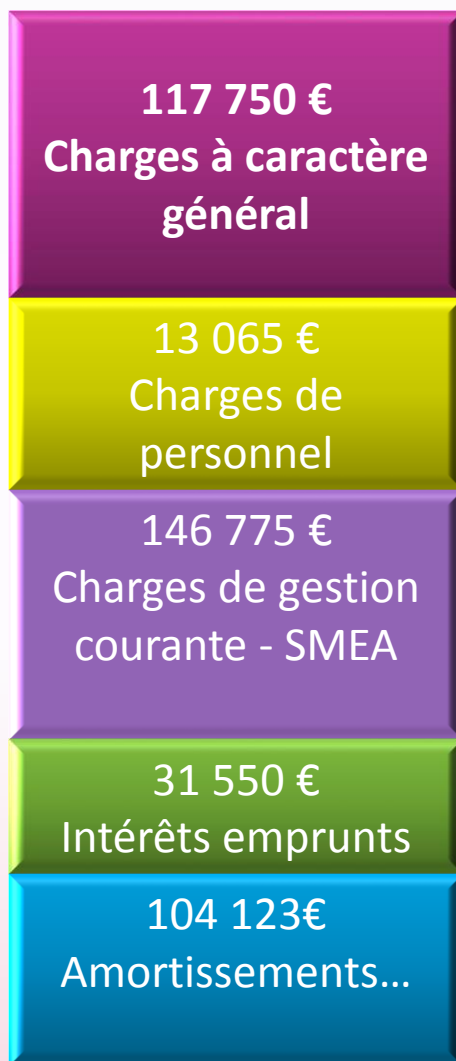 117 750 €
Charges à caractère
général
13 065 €
Charges de
personnel
146 775 €
Charges de gestion
courante - SMEA
31 550 €
Intérêts emprunts
104 123€
Amortissements…